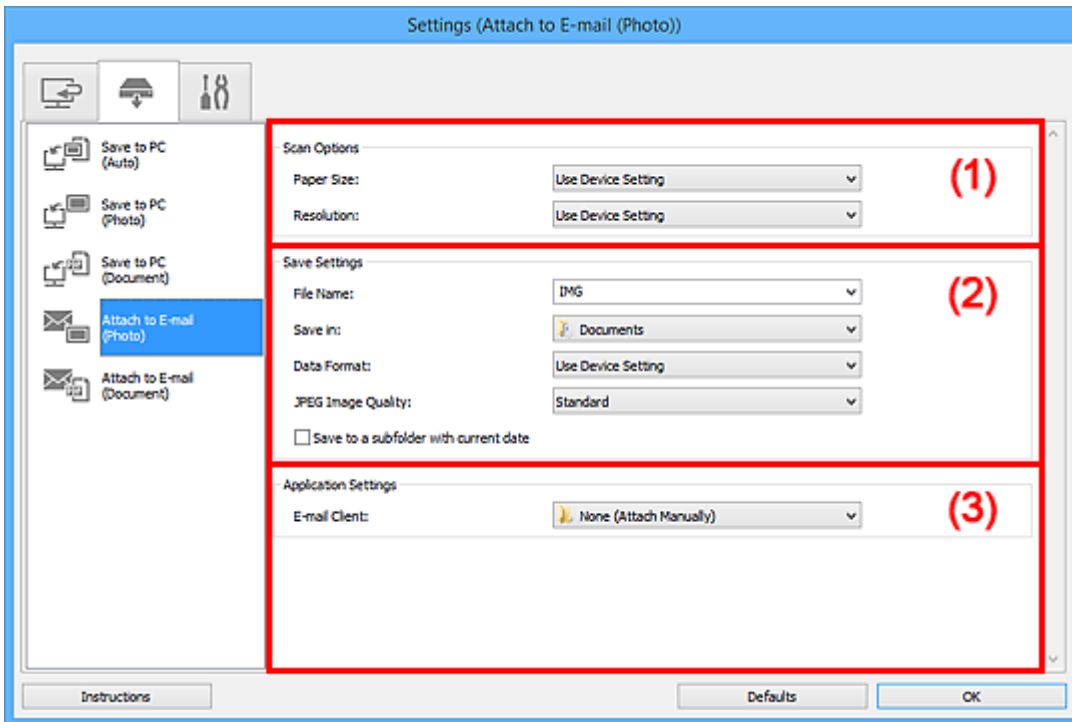 Settings (Attach to E-mail (Photo))
Save to PC
(Auto)
Save to PC
(Photo)
Save to PC
(Document)
Attach to E-mail
(Photo)
Attach to E-mail
(Document)
Scan Options
(1)
Paper Size: Use Device Setting
Resolution: Use Device Setting
Save Settings
(2)
File Name: IMG
Save in: Documents
Data Format: Use Device Setting
JPEG Image Quality: Standard
Save to a subfolder with current date
Application Settings
(3)
E-mail Client: None (Attach Manually)
Instructions Defaults OK